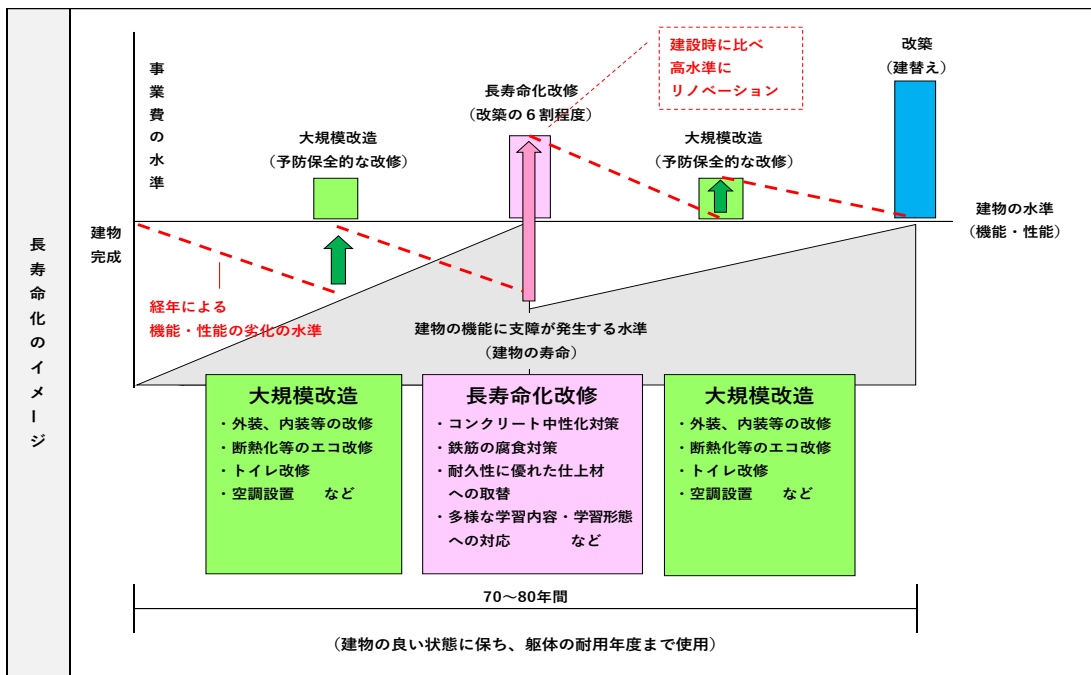 長寿命化のイメージ
事業費の水準
建設時に比べ
高水準に
リノベーション
改築
（建替え）
長寿命化改修
（改築の６割程度）
大規模改造
（予防保全的な改修）
大規模改造
（予防保全的な改修）
建物
完成
建物の水準
（機能・性能）
経年による
機能・性能の劣化の水準
建物の機能に支障が発生する水準
（建物の寿命）
大規模改造
・外装、内装等の改修
・断熱化等のエコ改修
・トイレ改修
・空調設置　など
長寿命化改修
・コンクリート中性化対策
・鉄筋の腐食対策
・耐久性に優れた仕上材
への取替
・多様な学習内容・学習形態
への対応　　など
大規模改造
・外装、内装等の改修
・断熱化等のエコ改修
・トイレ改修
・空調設置　など
70～80年間
（建物の良い状態に保ち、躯体の耐用年度まで使用）